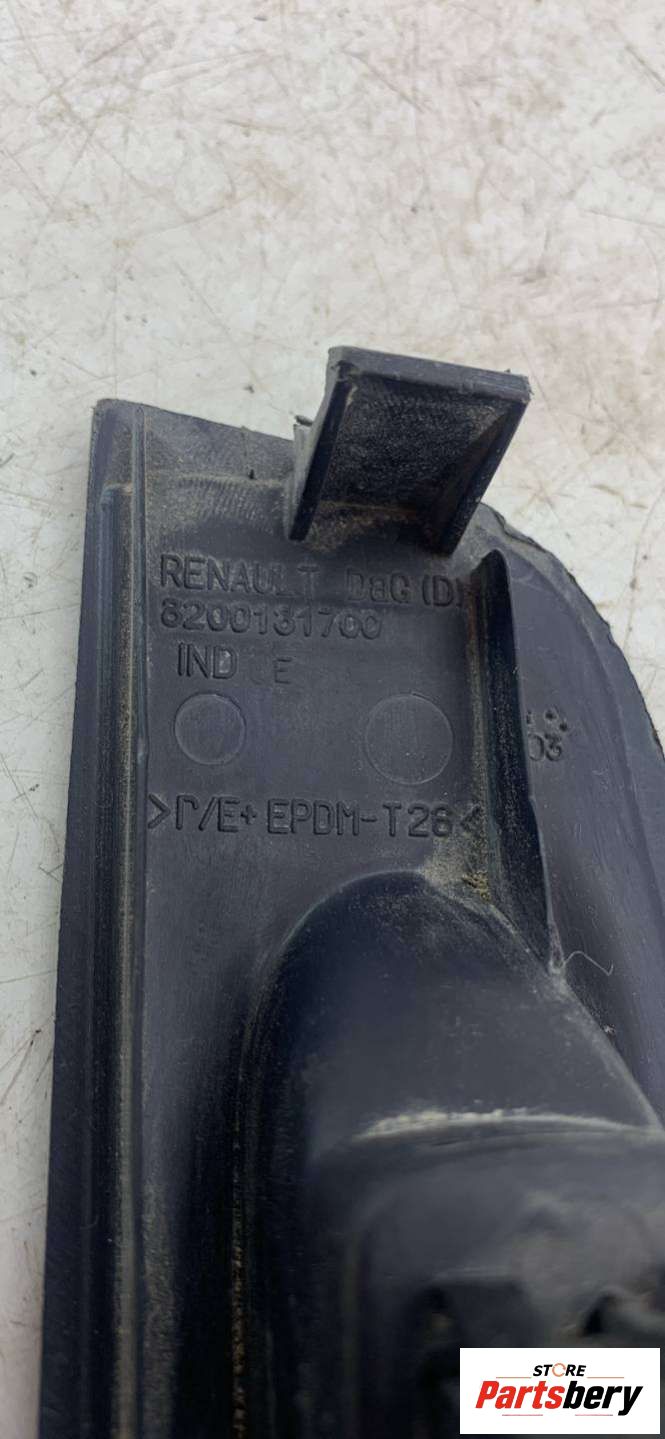 RENAULT D&G (D)
8200131700
IND E
03
>P/E+EPDM-T26<
STORE
Partsbery